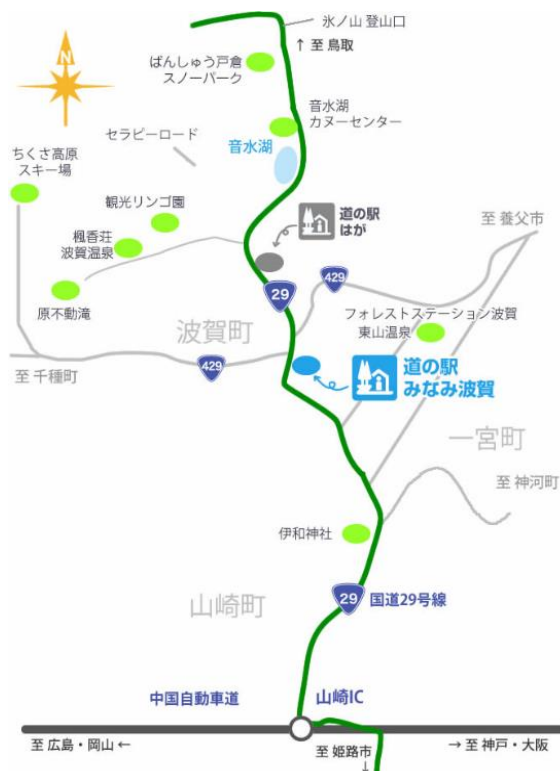 氷ノ山 登山口
↑ 至 鳥取
ばんしゅう戸倉
スノーパーク
N
音水湖
カヌーセンター
セラピーロード
音水湖
ちくさ高原
スキー場
観光リンゴ園
道の駅
はが
至 養父市
楓香荘
波賀温泉
429
29
原不動滝
フォレストステーション波賀
東山温泉
波賀町
429
至 千種町
道の駅
みなみ波賀
一宮町
至 神河町
伊和神社
山崎町
29
国道29号線
中国自動車道
山崎IC
至 広島・岡山 ←
至 姫路市
↓
→ 至 神戸・大阪